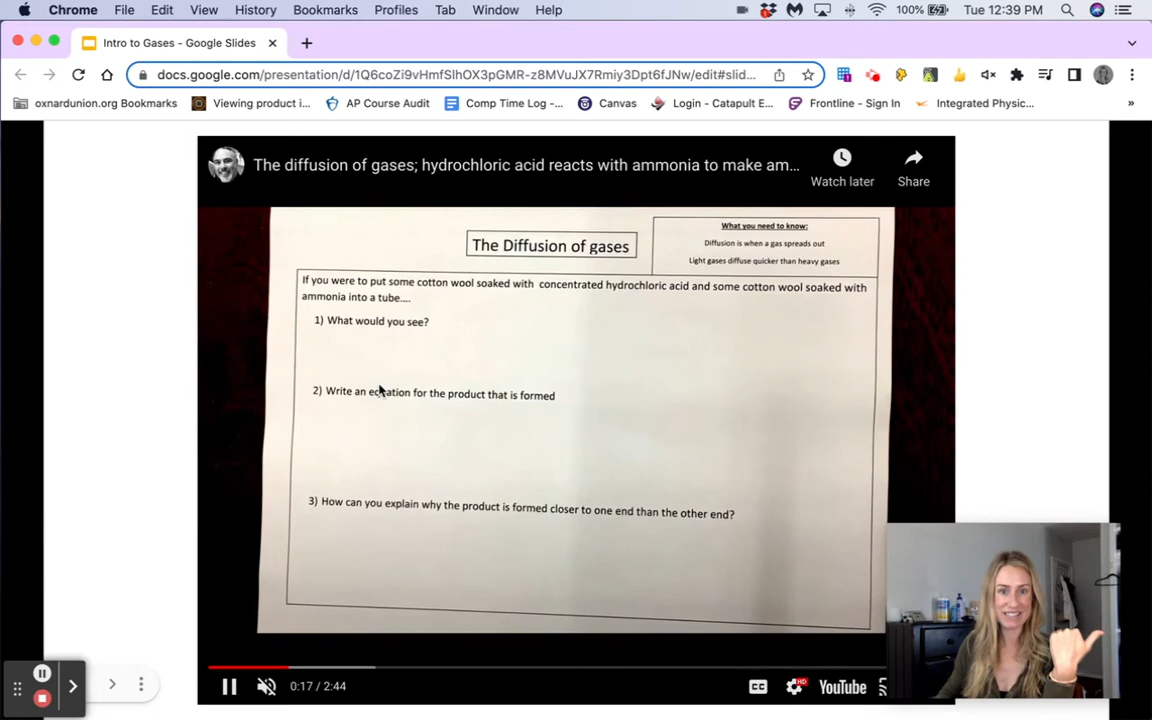 Chrome File Edit View History Bookmarks Profiles Tab Window Help 100% Tue 12:39 PM
Intro to Gases - Google Slides
docs.google.com/presentation/d/1Q6coZi9vHmfSlhOX3pGMR-z8MVuJX7Rmiy3Dpt6fJNw/edit#slid...
oxnardunion.org Bookmarks Viewing product i... AP Course Audit Comp Time Log -... Canvas Login - Catapult E... Frontline - Sign In Integrated Physic... »
The diffusion of gases; hydrochloric acid reacts with ammonia to make am...
Watch later Share
The Diffusion of gases
What you need to know:
Diffusion is when a gas spreads out
Light gases diffuse quicker than heavy gases
If you were to put some cotton wool soaked with concentrated hydrochloric acid and some cotton wool soaked with
ammonia into a tube....
1) What would you see?
2) Write an equation for the product that is formed
3) How can you explain why the product is formed closer to one end than the other end?
0:17 / 2:44
CC HD YouTube